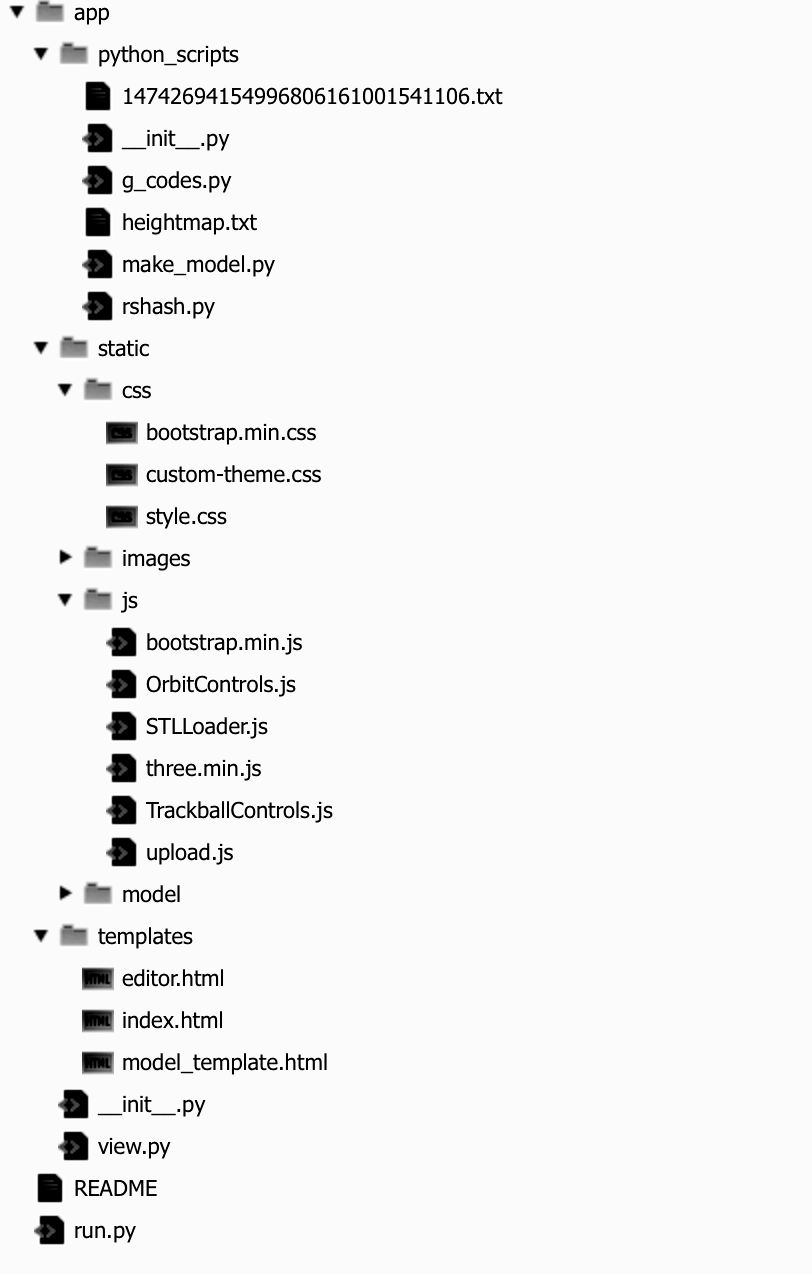 app
python_scripts
14742694154996806161001541106.txt
__init__.py
g_codes.py
heightmap.txt
make_model.py
rshash.py
static
css
bootstrap.min.css
custom-theme.css
style.css
images
js
bootstrap.min.js
OrbitControls.js
STLLoader.js
three.min.js
TrackballControls.js
upload.js
model
templates
editor.html
index.html
model_template.html
__init__.py
view.py
README
run.py